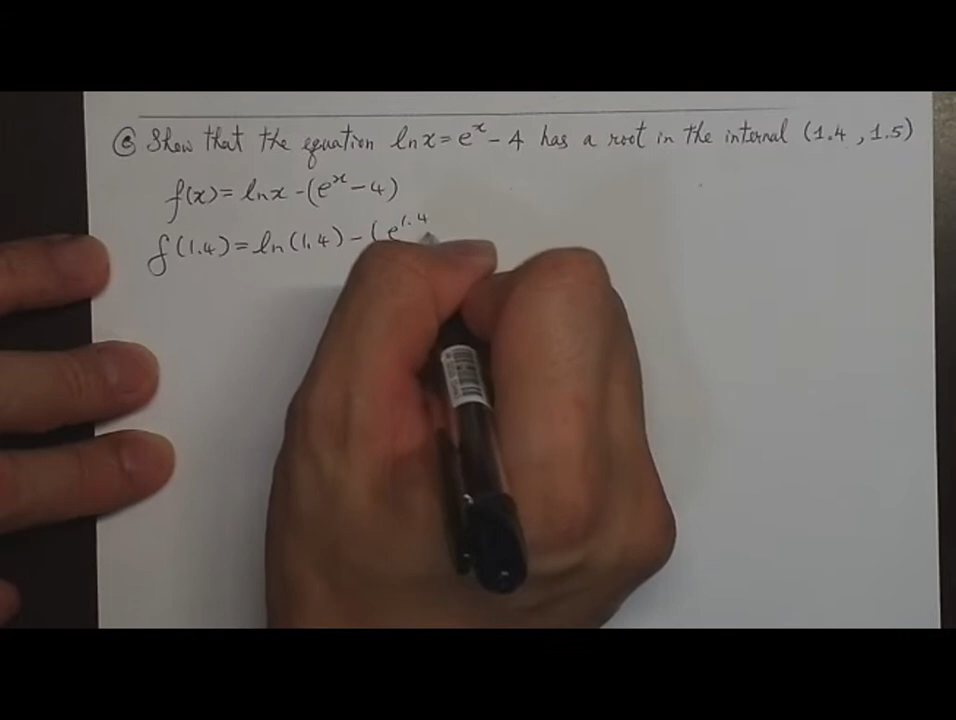 © Show that the equation ln x = e^x - 4 has a root in the internal (1.4 , 1.5)
f(x) = ln x - (e^x - 4)
f(1.4) = ln(1.4) - (e^1.4